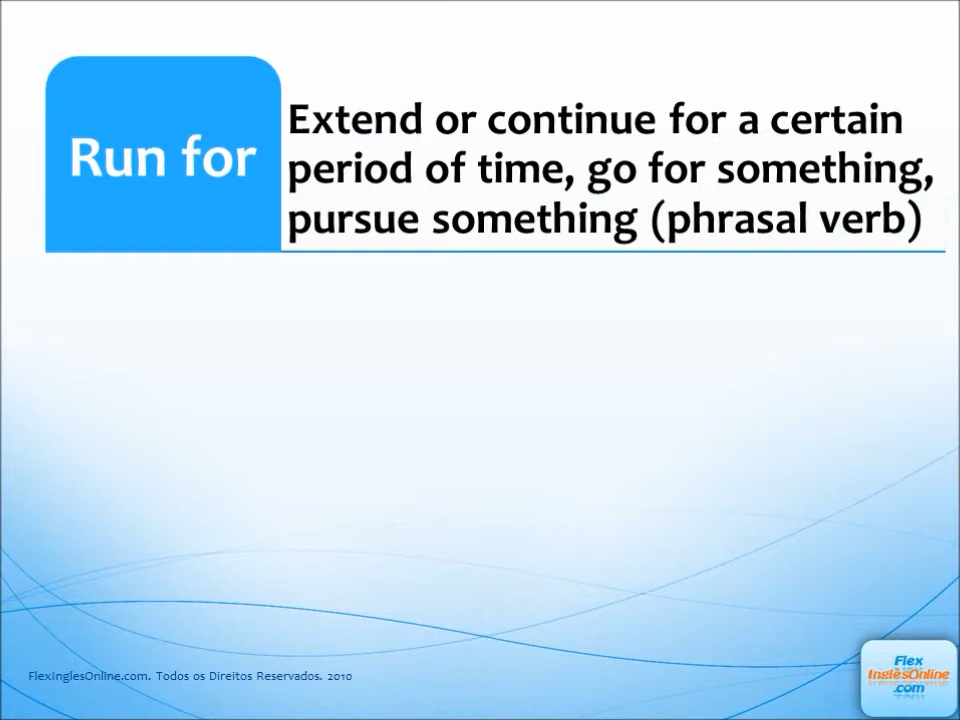 Run for
Extend or continue for a certain
period of time, go for something,
pursue something (phrasal verb)
FlexInglesOnline.com. Todos os Direitos Reservados. 2010
Flex
InglêsOnline
.com